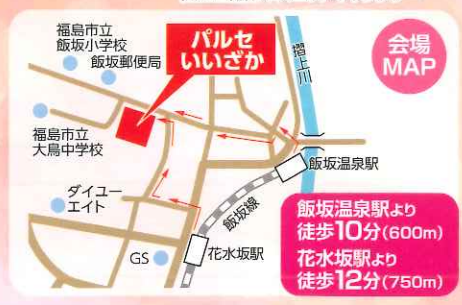 福島市立
飯坂小学校
飯坂郵便局
パルセ
いいざか
会場
MAP
福島市立
大鳥中学校
飯坂温泉駅
ダイユー
エイト
飯坂線
GS
花水坂駅
摺上川
飯坂温泉駅より
徒歩10分(600m)
花水坂駅より
徒歩12分(750m)